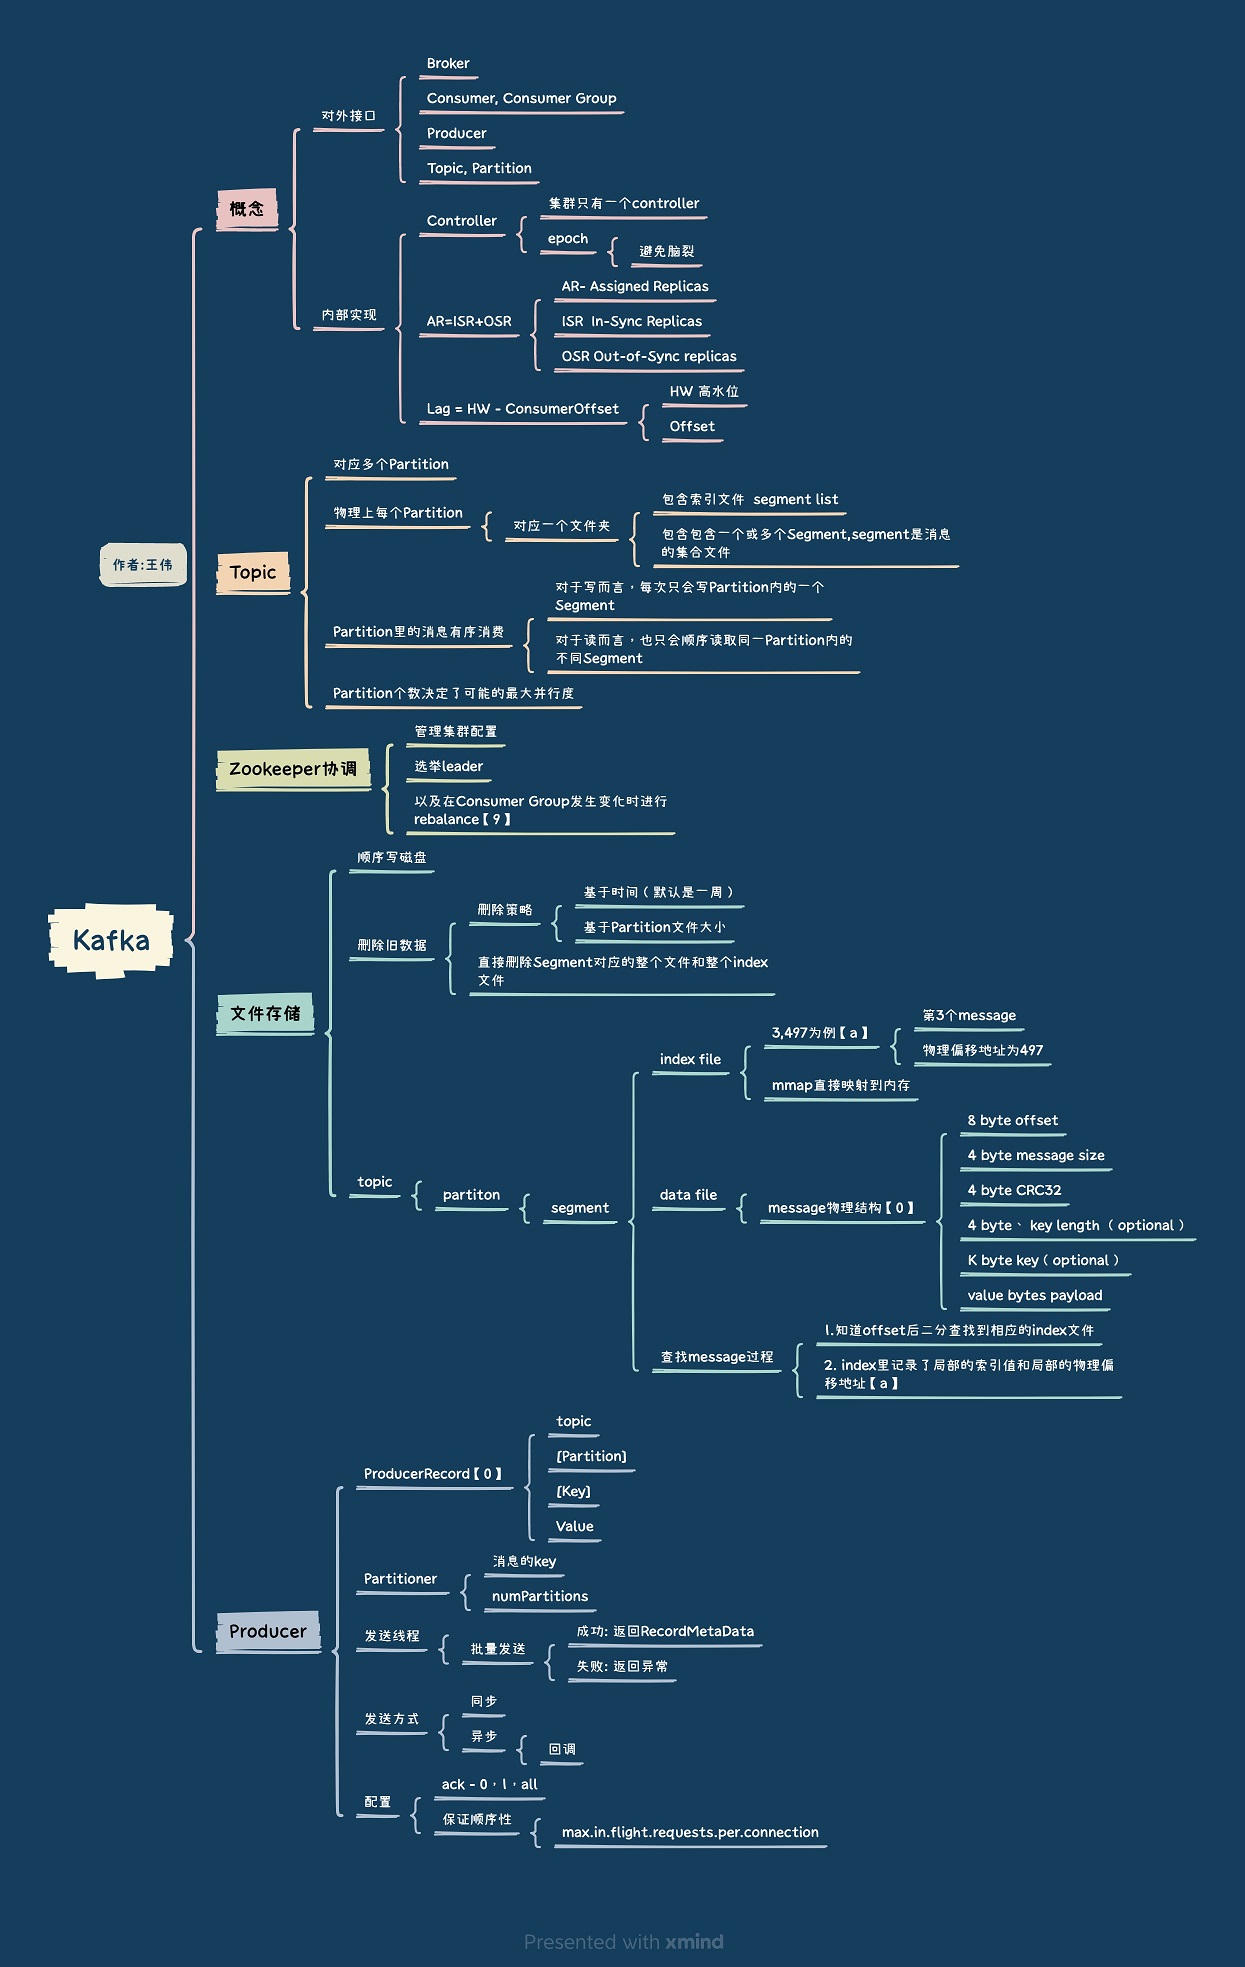 Broker
Consumer, Consumer Group
对外接口
Producer
Topic, Partition
概念
集群只有一个controller
Controller
epoch
避免脑裂
AR- Assigned Replicas
内部实现
AR=ISR+OSR
ISR  In-Sync Replicas
OSR Out-of-Sync replicas
HW 高水位
Lag = HW - ConsumerOffset
Offset
对应多个Partition
包含索引文件  segment list
物理上每个Partition
对应一个文件夹
包含包含一个或多个Segment,segment是消息
的集合文件
作者:王伟
Topic
对于写而言，每次只会写Partition内的一个
Segment
Partition里的消息有序消费
对于读而言，也只会顺序读取同一Partition内的
不同Segment
Partition个数决定了可能的最大并行度
管理集群配置
Zookeeper协调
选举leader
以及在Consumer Group发生变化时进行
rebalance【9】
顺序写磁盘
基于时间（默认是一周）
删除策略
基于Partition文件大小
删除旧数据
直接删除Segment对应的整个文件和整个index
文件
Kafka
文件存储
第3个message
3,497为例【a】
物理偏移地址为497
index file
mmap直接映射到内存
8 byte offset
4 byte message size
topic
partiton
segment
data file
message物理结构【0】
4 byte CRC32
4 byte、 key length （optional）
K byte key（optional）
value bytes payload
1.知道offset后二分查找到相应的index文件
查找message过程
2. index里记录了局部的索引值和局部的物理偏
移地址【a】
topic
[Partition]
ProducerRecord【0】
[Key]
Value
消息的key
Partitioner
numPartitions
Producer
成功: 返回RecordMetaData
发送线程
批量发送
失败: 返回异常
同步
发送方式
异步
回调
ack - 0，1，all
配置
保证顺序性
max.in.flight.requests.per.connection
Presented with xmind